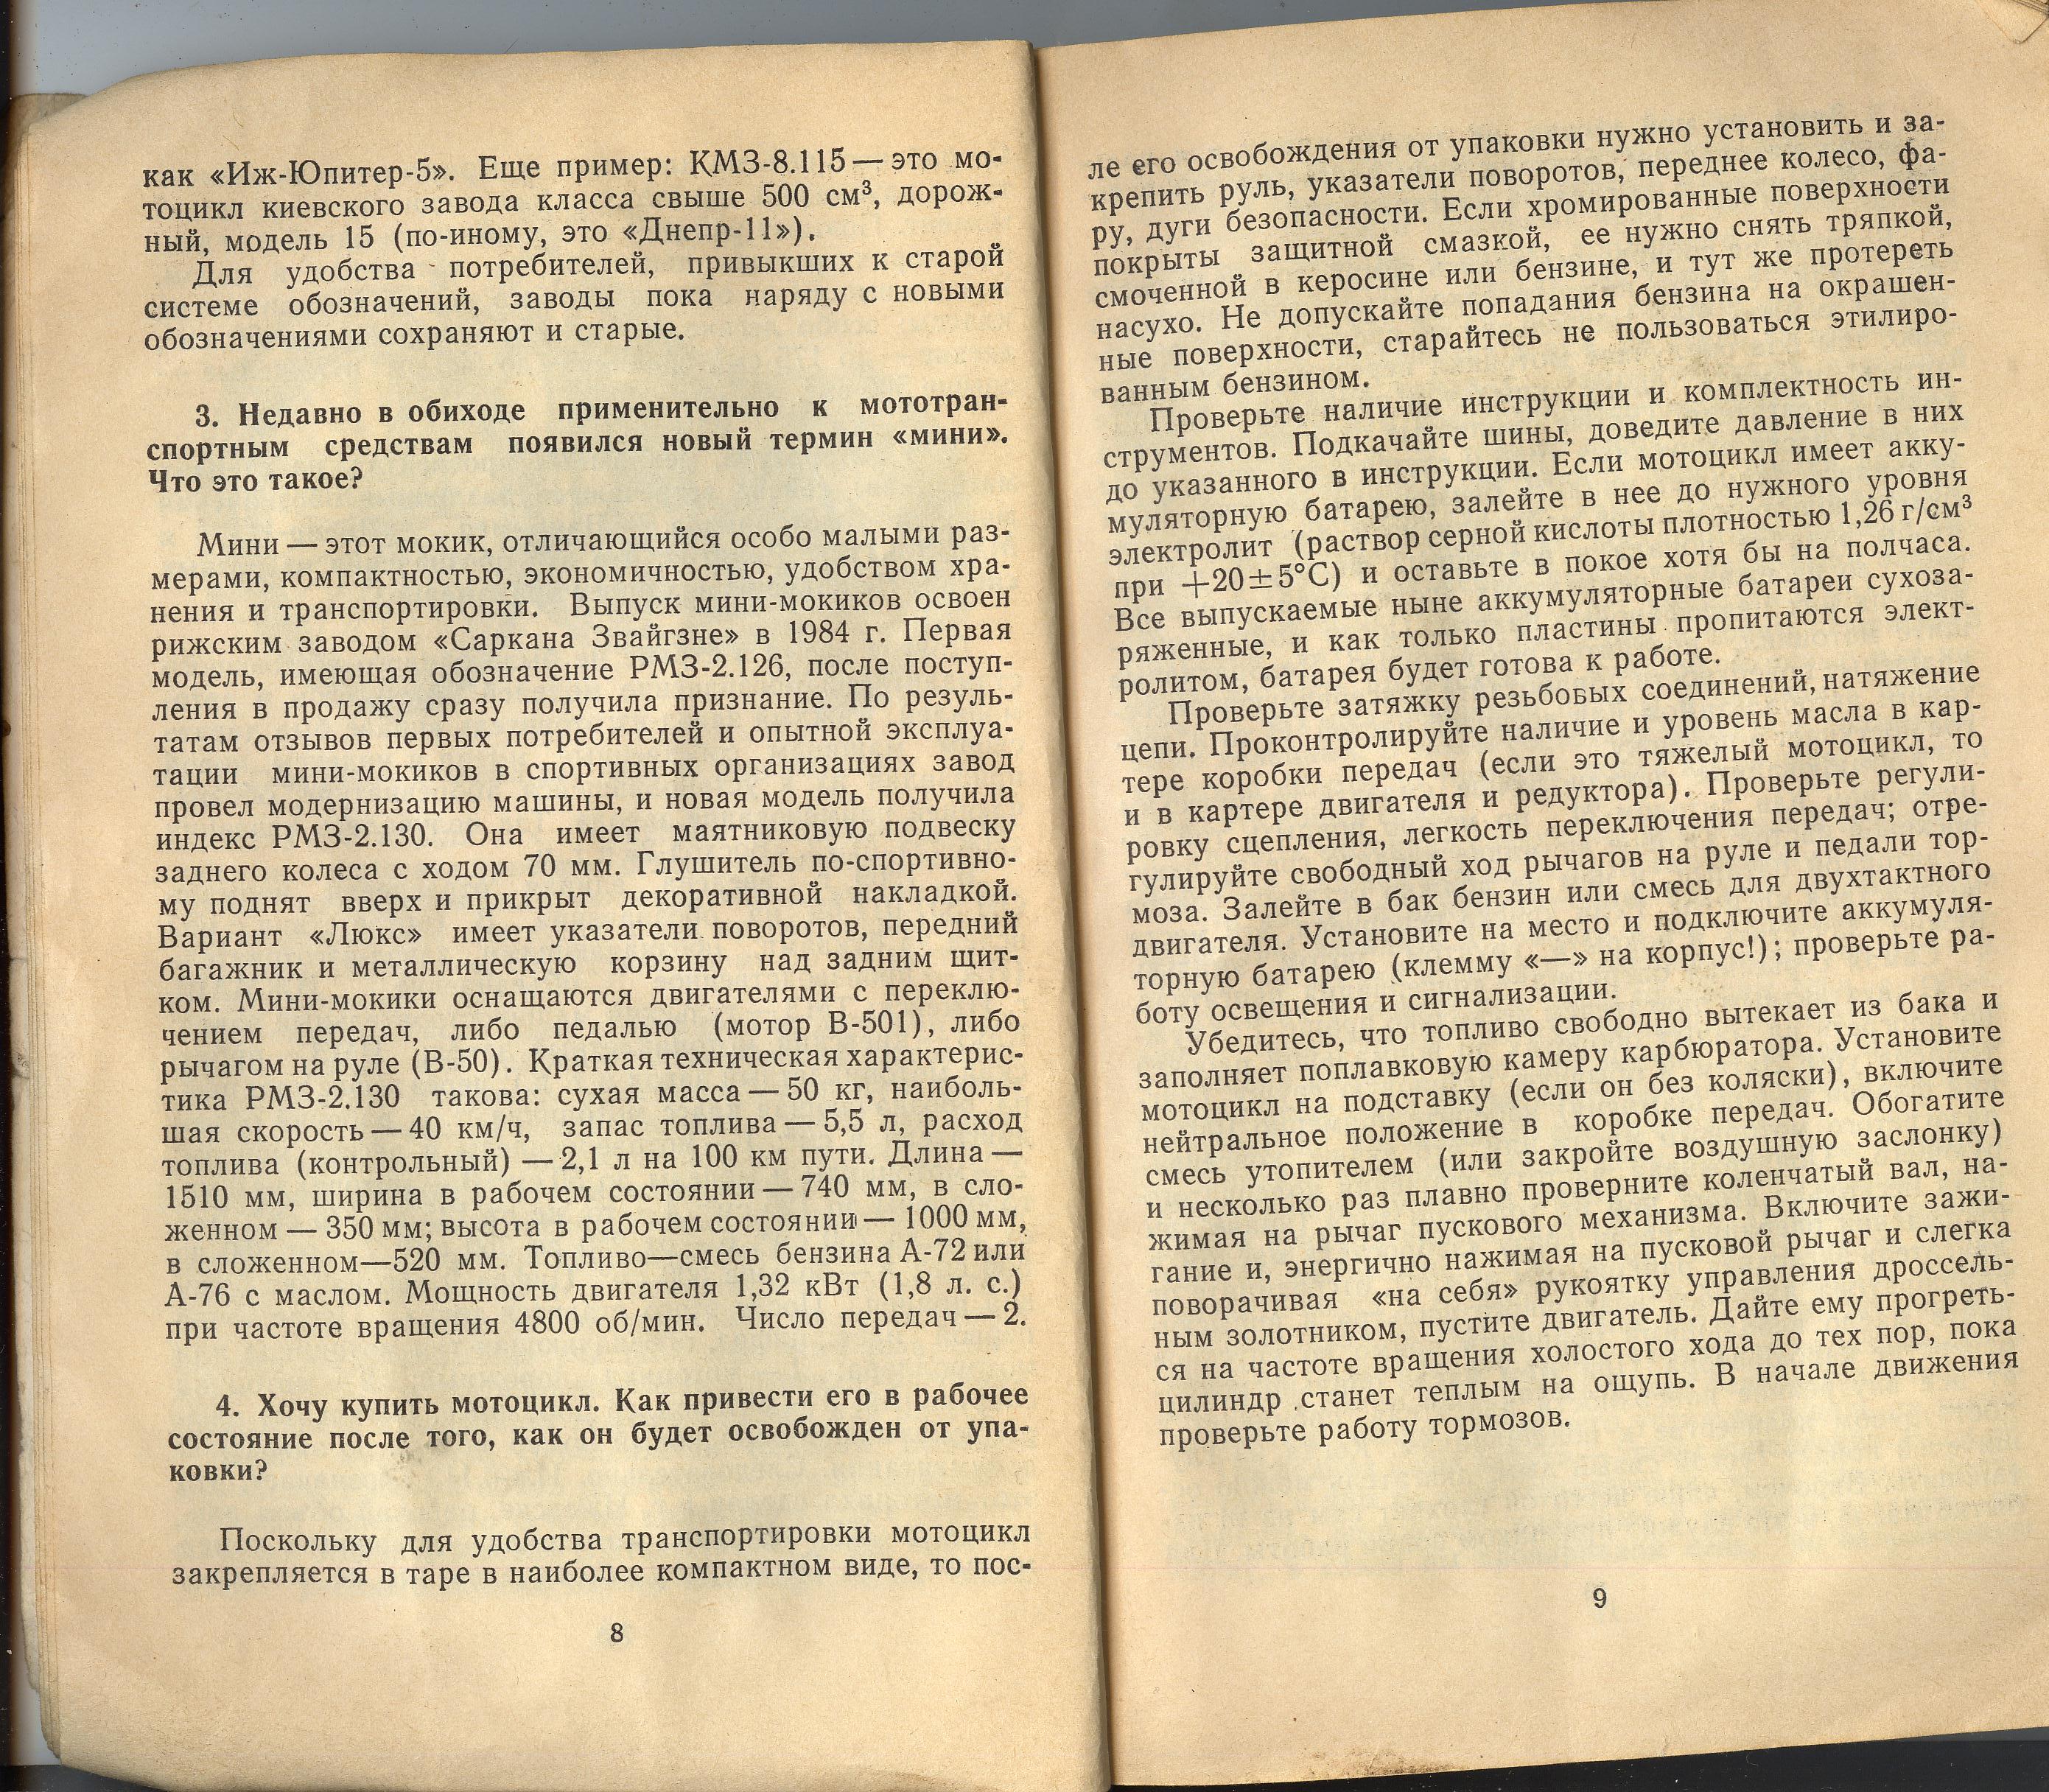 как «Иж-Юпитер-5». Еще пример: КМЗ-8.115 — это мо-
тоцикл киевского завода класса свыше 500 см³, дорож-
ный, модель 15 (по-иному, это «Днепр-11»).
Для удобства потребителей, привыкших к старой
системе обозначений, заводы пока наряду с новыми
обозначениями сохраняют и старые.
3. Недавно в обиходе применительно к мототран-
спортным средствам появился новый термин «мини».
Что это такое?
Мини — этот мокик, отличающийся особо малыми раз-
мерами, компактностью, экономичностью, удобством хра-
нения и транспортировки. Выпуск мини-мокиков освоен
рижским заводом «Саркана Звайгзне» в 1984 г. Первая
модель, имеющая обозначение РМЗ-2.126, после поступ-
ления в продажу сразу получила признание. По резуль-
татам отзывов первых потребителей и опытной эксплуа-
тации мини-мокиков в спортивных организациях завод
провел модернизацию машины, и новая модель получила
индекс РМЗ-2.130. Она имеет маятниковую подвеску
заднего колеса с ходом 70 мм. Глушитель по-спортивно-
му поднят вверх и прикрыт декоративной накладкой.
Вариант «Люкс» имеет указатели поворотов, передний
багажник и металлическую корзину над задним щит-
ком. Мини-мокики оснащаются двигателями с переклю-
чением передач, либо педалью (мотор В-501), либо
рычагом на руле (В-50). Краткая техническая характерис-
тика РМЗ-2.130 такова: сухая масса — 50 кг, наиболь-
шая скорость — 40 км/ч, запас топлива — 5,5 л, расход
топлива (контрольный) — 2,1 л на 100 км пути. Длина —
1510 мм, ширина в рабочем состоянии — 740 мм, в сло-
женном — 350 мм; высота в рабочем состоянии — 1000 мм,
в сложенном—520 мм. Топливо—смесь бензина А-72 или
А-76 с маслом. Мощность двигателя 1,32 кВт (1,8 л. с.)
при частоте вращения 4800 об/мин. Число передач — 2.
4. Хочу купить мотоцикл. Как привести его в рабочее
состояние после того, как он будет освобожден от упа-
ковки?
Поскольку для удобства транспортировки мотоцикл
закрепляется в таре в наиболее компактном виде, то пос-
8
ле его освобождения от упаковки нужно установить и за-
крепить руль, указатели поворотов, переднее колесо, фа-
ру, дуги безопасности. Если хромированные поверхности
покрыты защитной смазкой, ее нужно снять тряпкой,
смоченной в керосине или бензине, и тут же протереть
насухо. Не допускайте попадания бензина на окрашен-
ные поверхности, старайтесь не пользоваться этилиро-
ванным бензином.
Проверьте наличие инструкции и комплектность ин-
струментов. Подкачайте шины, доведите давление в них
до указанного в инструкции. Если мотоцикл имеет акку-
муляторную батарею, залейте в нее до нужного уровня
электролит (раствор серной кислоты плотностью 1,26 г/см³
при +20±5°С) и оставьте в покое хотя бы на полчаса.
Все выпускаемые ныне аккумуляторные батареи сухоза-
ряженные, и как только пластины пропитаются элект-
ролитом, батарея будет готова к работе.
Проверьте затяжку резьбовых соединений, натяжение
цепи. Проконтролируйте наличие и уровень масла в кар-
тере коробки передач (если это тяжелый мотоцикл, то
и в картере двигателя и редуктора). Проверьте регули-
ровку сцепления, легкость переключения передач; отре-
гулируйте свободный ход рычагов на руле и педали тор-
моза. Залейте в бак бензин или смесь для двухтактного
двигателя. Установите на место и подключите аккумуля-
торную батарею (клемму «—» на корпус!); проверьте ра-
боту освещения и сигнализации.
Убедитесь, что топливо свободно вытекает из бака и
заполняет поплавковую камеру карбюратора. Установите
мотоцикл на подставку (если он без коляски), включите
нейтральное положение в коробке передач. Обогатите
смесь утопителем (или закройте воздушную заслонку)
и несколько раз плавно проверните коленчатый вал, на-
жимая на рычаг пускового механизма. Включите зажи-
гание и, энергично нажимая на пусковой рычаг и слегка
поворачивая «на себя» рукоятку управления дроссель-
ным золотником, пустите двигатель. Дайте ему прогреть-
ся на частоте вращения холостого хода до тех пор, пока
цилиндр станет теплым на ощупь. В начале движения
проверьте работу тормозов.
9